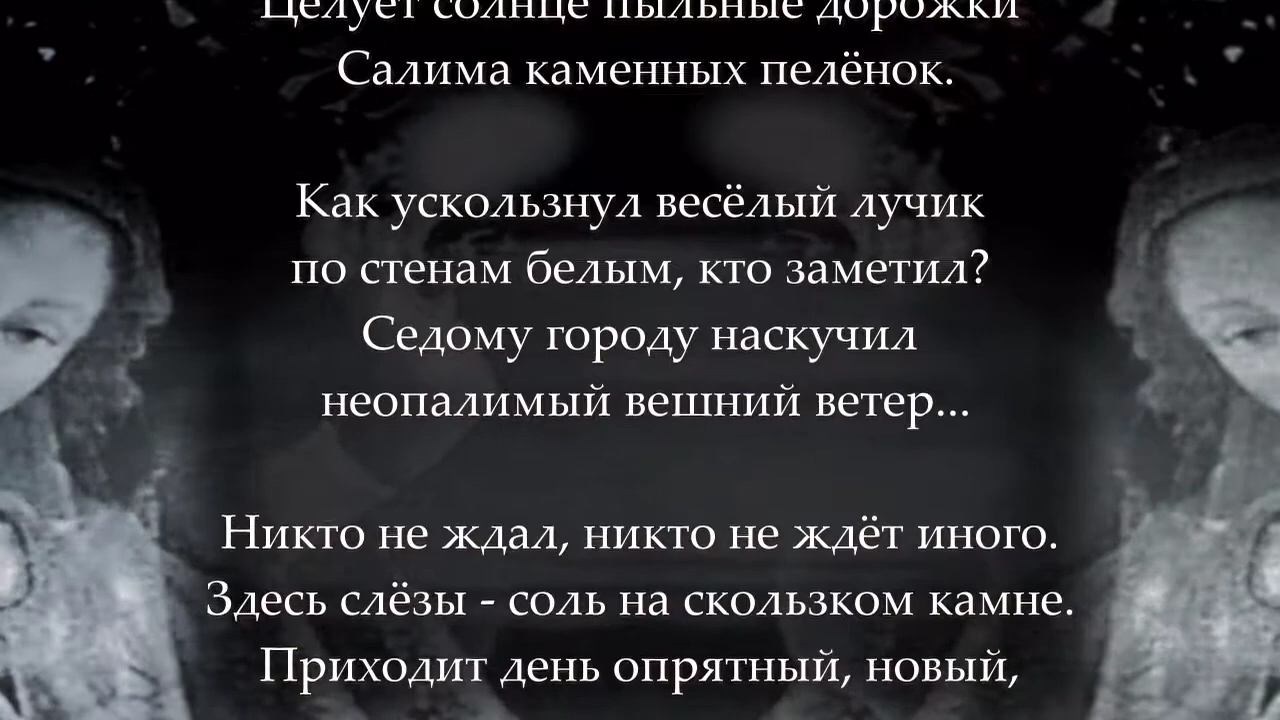 Целует солнце пыльные дорожки
Салима каменных пелёнок.
Как ускользнул весёлый лучик
по стенам белым, кто заметил?
Седому городу наскучил
неопалимый вешний ветер...
Никто не ждал, никто не ждёт иного.
Здесь слёзы - соль на скользком камне.
Приходит день опрятный, новый,